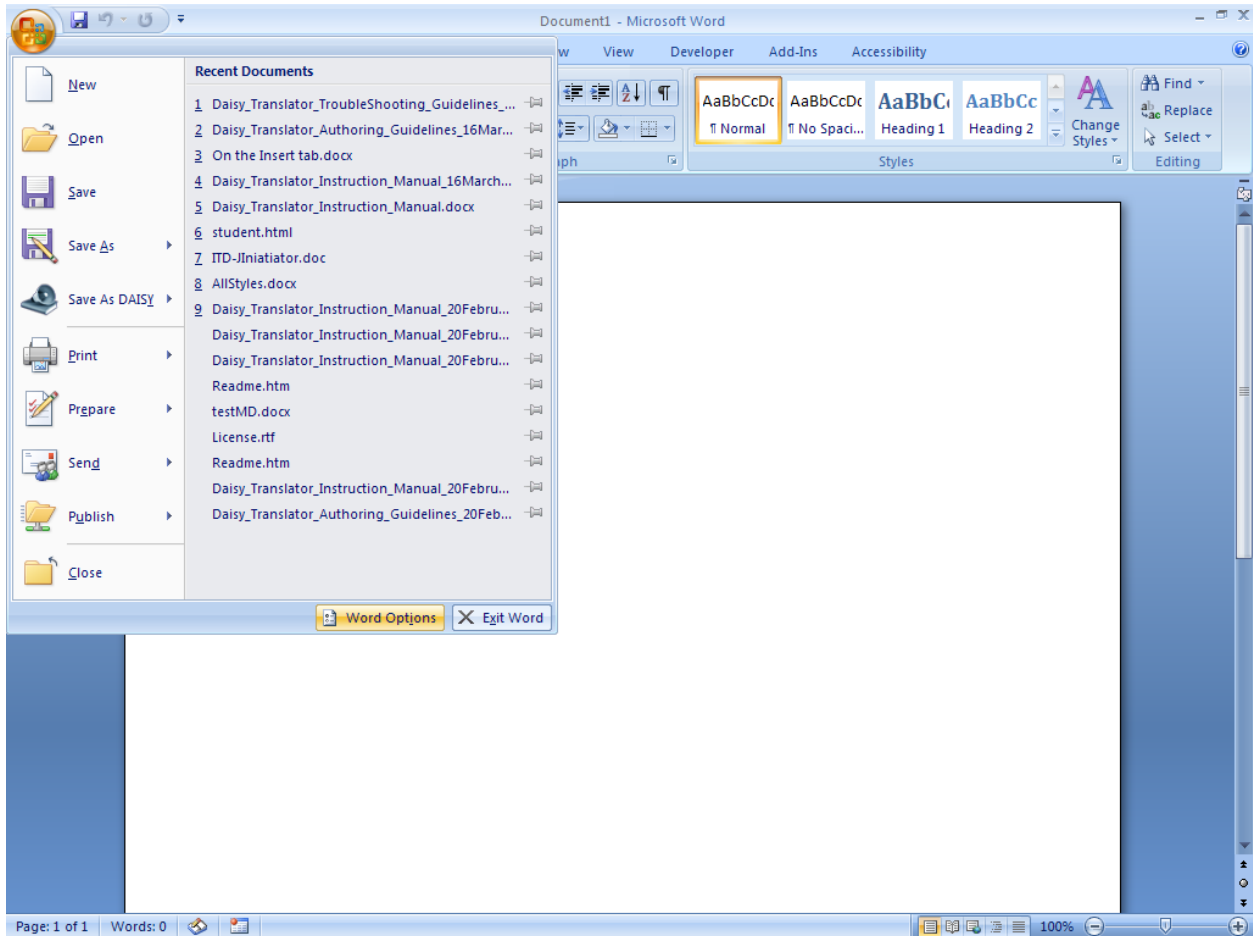 Document1 - Microsoft Word
w View Developer Add-Ins Accessibility
New
Open
Save
Save As
Save As DAISY
Print
Prepare
Send
Publish
Close
Recent Documents
1 Daisy_Translator_TroubleShooting_Guidelines_...
2 Daisy_Translator_Authoring_Guidelines_16Mar...
3 On the Insert tab.docx
4 Daisy_Translator_Instruction_Manual_16March...
5 Daisy_Translator_Instruction_Manual.docx
6 student.html
7 ITD-JIniatiator.doc
8 AllStyles.docx
9 Daisy_Translator_Instruction_Manual_20Febru...
Daisy_Translator_Instruction_Manual_20Febru...
Daisy_Translator_Instruction_Manual_20Febru...
Readme.htm
testMD.docx
License.rtf
Readme.htm
Daisy_Translator_Instruction_Manual_20Febru...
Daisy_Translator_Authoring_Guidelines_20Feb...
Word Options Exit Word
AaBbCcDc AaBbCcDc AaBbC AaBbCc
¶ Normal ¶ No Spaci... Heading 1 Heading 2
Change
Styles
Find
Replace
Select
aph Styles Editing
Page: 1 of 1 Words: 0 100%